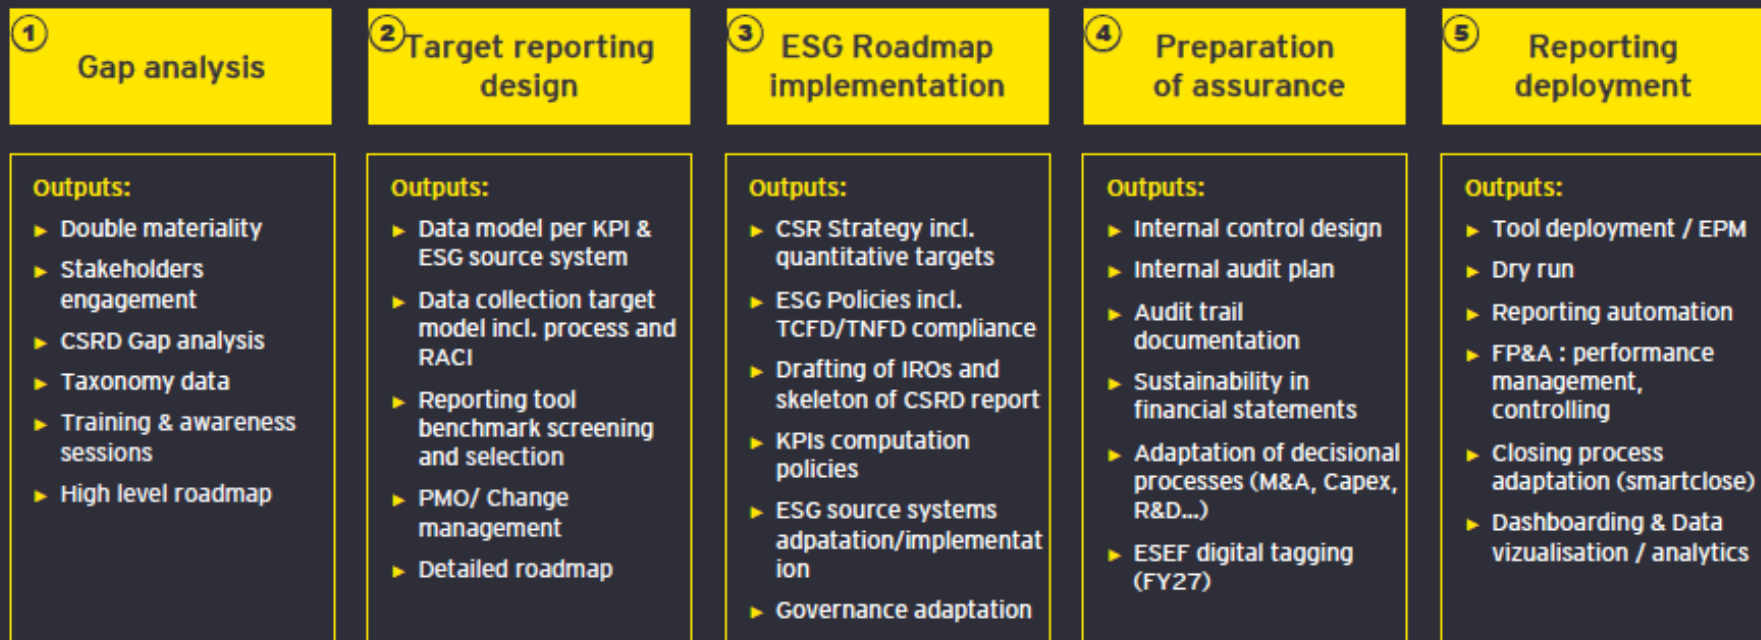 1
Gap analysis
2
Target reporting
design
3
ESG Roadmap
implementation
4
Preparation
of assurance
5
Reporting
deployment
Outputs:
► Double materiality
► Stakeholders
engagement
► CSRD Gap analysis
► Taxonomy data
► Training & awareness
sessions
► High level roadmap
Outputs:
► Data model per KPI &
ESG source system
► Data collection target
model incl. process and
RACI
► Reporting tool
benchmark screening
and selection
► PMO/ Change
management
► Detailed roadmap
Outputs:
► CSR Strategy incl.
quantitative targets
► ESG Policies incl.
TCFD/TNFD compliance
► Drafting of IROs and
skeleton of CSRD report
► KPIs computation
policies
► ESG source systems
adpatation/implementat
ion
► Governance adaptation
Outputs:
► Internal control design
► Internal audit plan
► Audit trail
documentation
► Sustainability in
financial statements
► Adaptation of decisional
processes (M&A, Capex,
R&D...)
► ESEF digital tagging
(FY27)
Outputs:
► Tool deployment / EPM
► Dry run
► Reporting automation
► FP&A : performance
management,
controlling
► Closing process
adaptation (smartclose)
► Dashboarding & Data
vizualisation / analytics